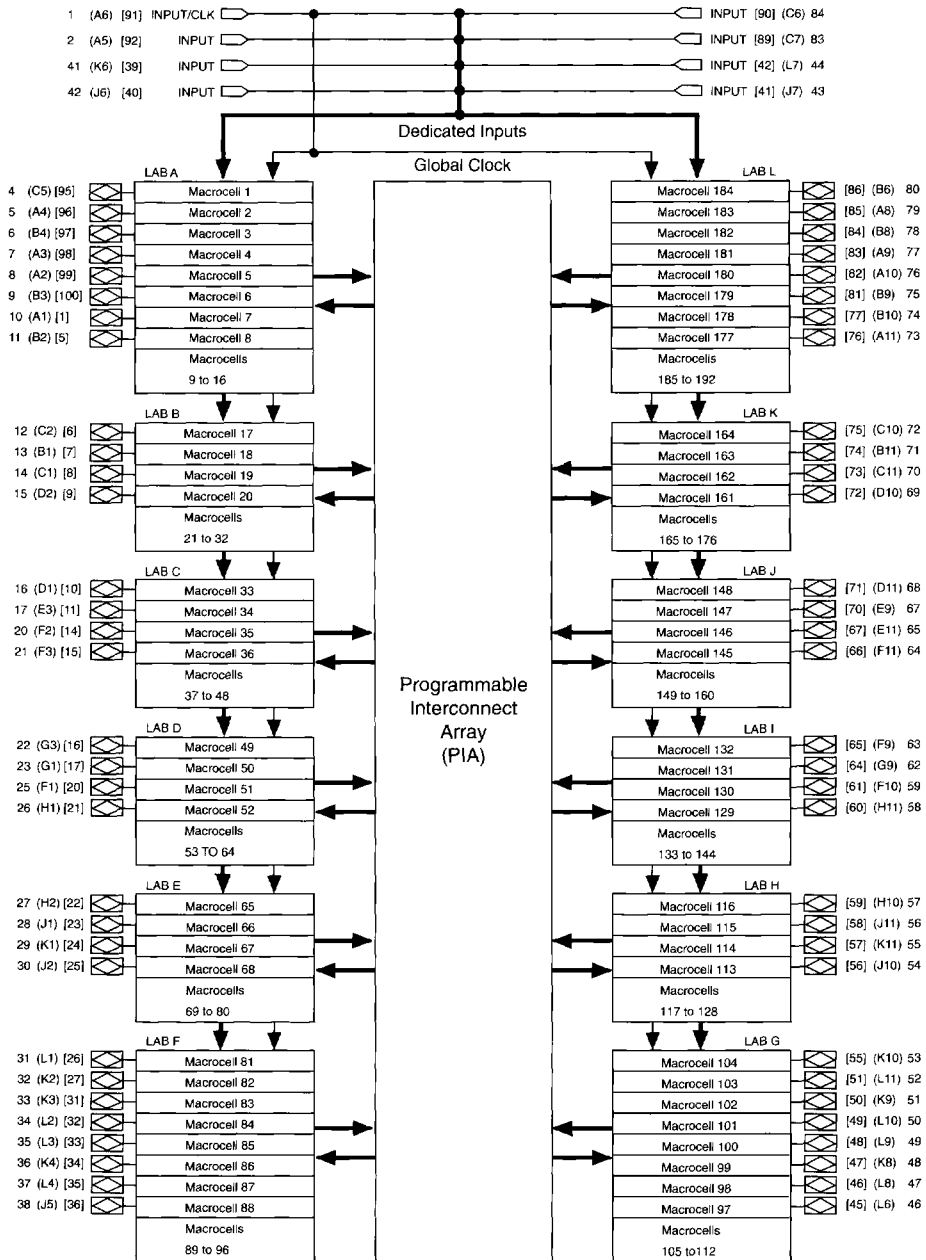 1 (A6) [91] INPUT/CLK INPUT [90] (C6) 84
2 (A5) [92] INPUT INPUT [89] (C7) 83
41 (K6) [39] INPUT INPUT [42] (L7) 44
42 (J6) [40] INPUT INPUT [41] (J7) 43
Dedicated Inputs
Global Clock
LAB A
4 (C5) [95] Macrocell 1
5 (A4) [96] Macrocell 2
6 (B4) [97] Macrocell 3
7 (A3) [98] Macrocell 4
8 (A2) [99] Macrocell 5
9 (B3) [100] Macrocell 6
10 (A1) [1] Macrocell 7
11 (B2) [5] Macrocell 8
Macrocells
9 to 16
LAB B
12 (C2) [6] Macrocell 17
13 (B1) [7] Macrocell 18
14 (C1) [8] Macrocell 19
15 (D2) [9] Macrocell 20
Macrocells
21 to 32
LAB C
16 (D1) [10] Macrocell 33
17 (E3) [11] Macrocell 34
20 (F2) [14] Macrocell 35
21 (F3) [15] Macrocell 36
Macrocells
37 to 48
LAB D
22 (G3) [16] Macrocell 49
23 (G1) [17] Macrocell 50
25 (F1) [20] Macrocell 51
26 (H1) [21] Macrocell 52
Macrocells
53 TO 64
LAB E
27 (H2) [22] Macrocell 65
28 (J1) [23] Macrocell 66
29 (K1) [24] Macrocell 67
30 (J2) [25] Macrocell 68
Macrocells
69 to 80
LAB F
31 (L1) [26] Macrocell 81
32 (K2) [27] Macrocell 82
33 (K3) [31] Macrocell 83
34 (L2) [32] Macrocell 84
35 (L3) [33] Macrocell 85
36 (K4) [34] Macrocell 86
37 (L4) [35] Macrocell 87
38 (J5) [36] Macrocell 88
Macrocells
89 to 96
Programmable
Interconnect
Array
(PIA)
LAB L
Macrocell 184 [86] (B6) 80
Macrocell 183 [85] (A8) 79
Macrocell 182 [84] (B8) 78
Macrocell 181 [83] (A9) 77
Macrocell 180 [82] (A10) 76
Macrocell 179 [81] (B9) 75
Macrocell 178 [77] (B10) 74
Macrocell 177 [76] (A11) 73
Macrocells
185 to 192
LAB K
Macrocell 164 [75] (C10) 72
Macrocell 163 [74] (B11) 71
Macrocell 162 [73] (C11) 70
Macrocell 161 [72] (D10) 69
Macrocells
165 to 176
LAB J
Macrocell 148 [71] (D11) 68
Macrocell 147 [70] (E9) 67
Macrocell 146 [67] (E11) 65
Macrocell 145 [66] (F11) 64
Macrocells
149 to 160
LAB I
Macrocell 132 [65] (F9) 63
Macrocell 131 [64] (G9) 62
Macrocell 130 [61] (F10) 59
Macrocell 129 [60] (H11) 58
Macrocells
133 to 144
LAB H
Macrocell 116 [59] (H10) 57
Macrocell 115 [58] (J11) 56
Macrocell 114 [57] (K11) 55
Macrocell 113 [56] (J10) 54
Macrocells
117 to 128
LAB G
Macrocell 104 [55] (K10) 53
Macrocell 103 [51] (L11) 52
Macrocell 102 [50] (K9) 51
Macrocell 101 [49] (L10) 50
Macrocell 100 [48] (L9) 49
Macrocell 99 [47] (K8) 48
Macrocell 98 [46] (L8) 47
Macrocell 97 [45] (L6) 46
Macrocells
105 to112